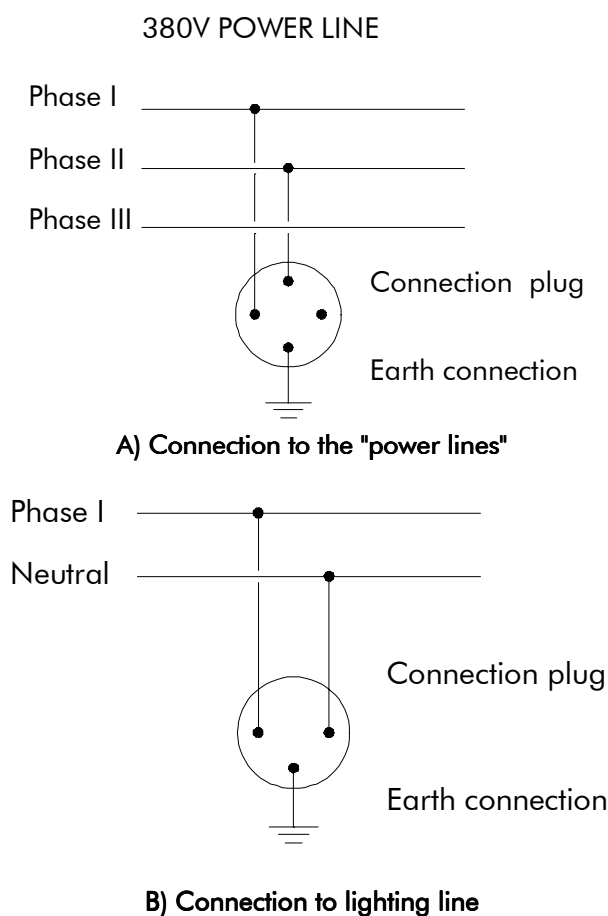 380V POWER LINE
Phase I
Phase II
Phase III
Connection plug
Earth connection
A) Connection to the "power lines"
Phase I
Neutral
Connection plug
Earth connection
B) Connection to lighting line